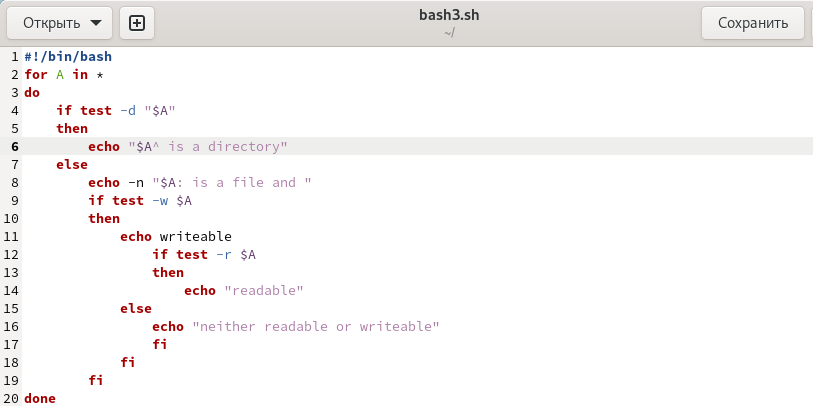 Открыть
bash3.sh
~/
Сохранить
1 #!/bin/bash
2 for A in *
3 do
4     if test -d "$A"
5     then
6         echo "$A^ is a directory"
7     else
8         echo -n "$A: is a file and "
9         if test -w $A
10         then
11             echo writeable
12                 if test -r $A
13                 then
14                     echo "readable"
15             else
16                 echo "neither readable or writeable"
17                 fi
18             fi
19         fi
20 done